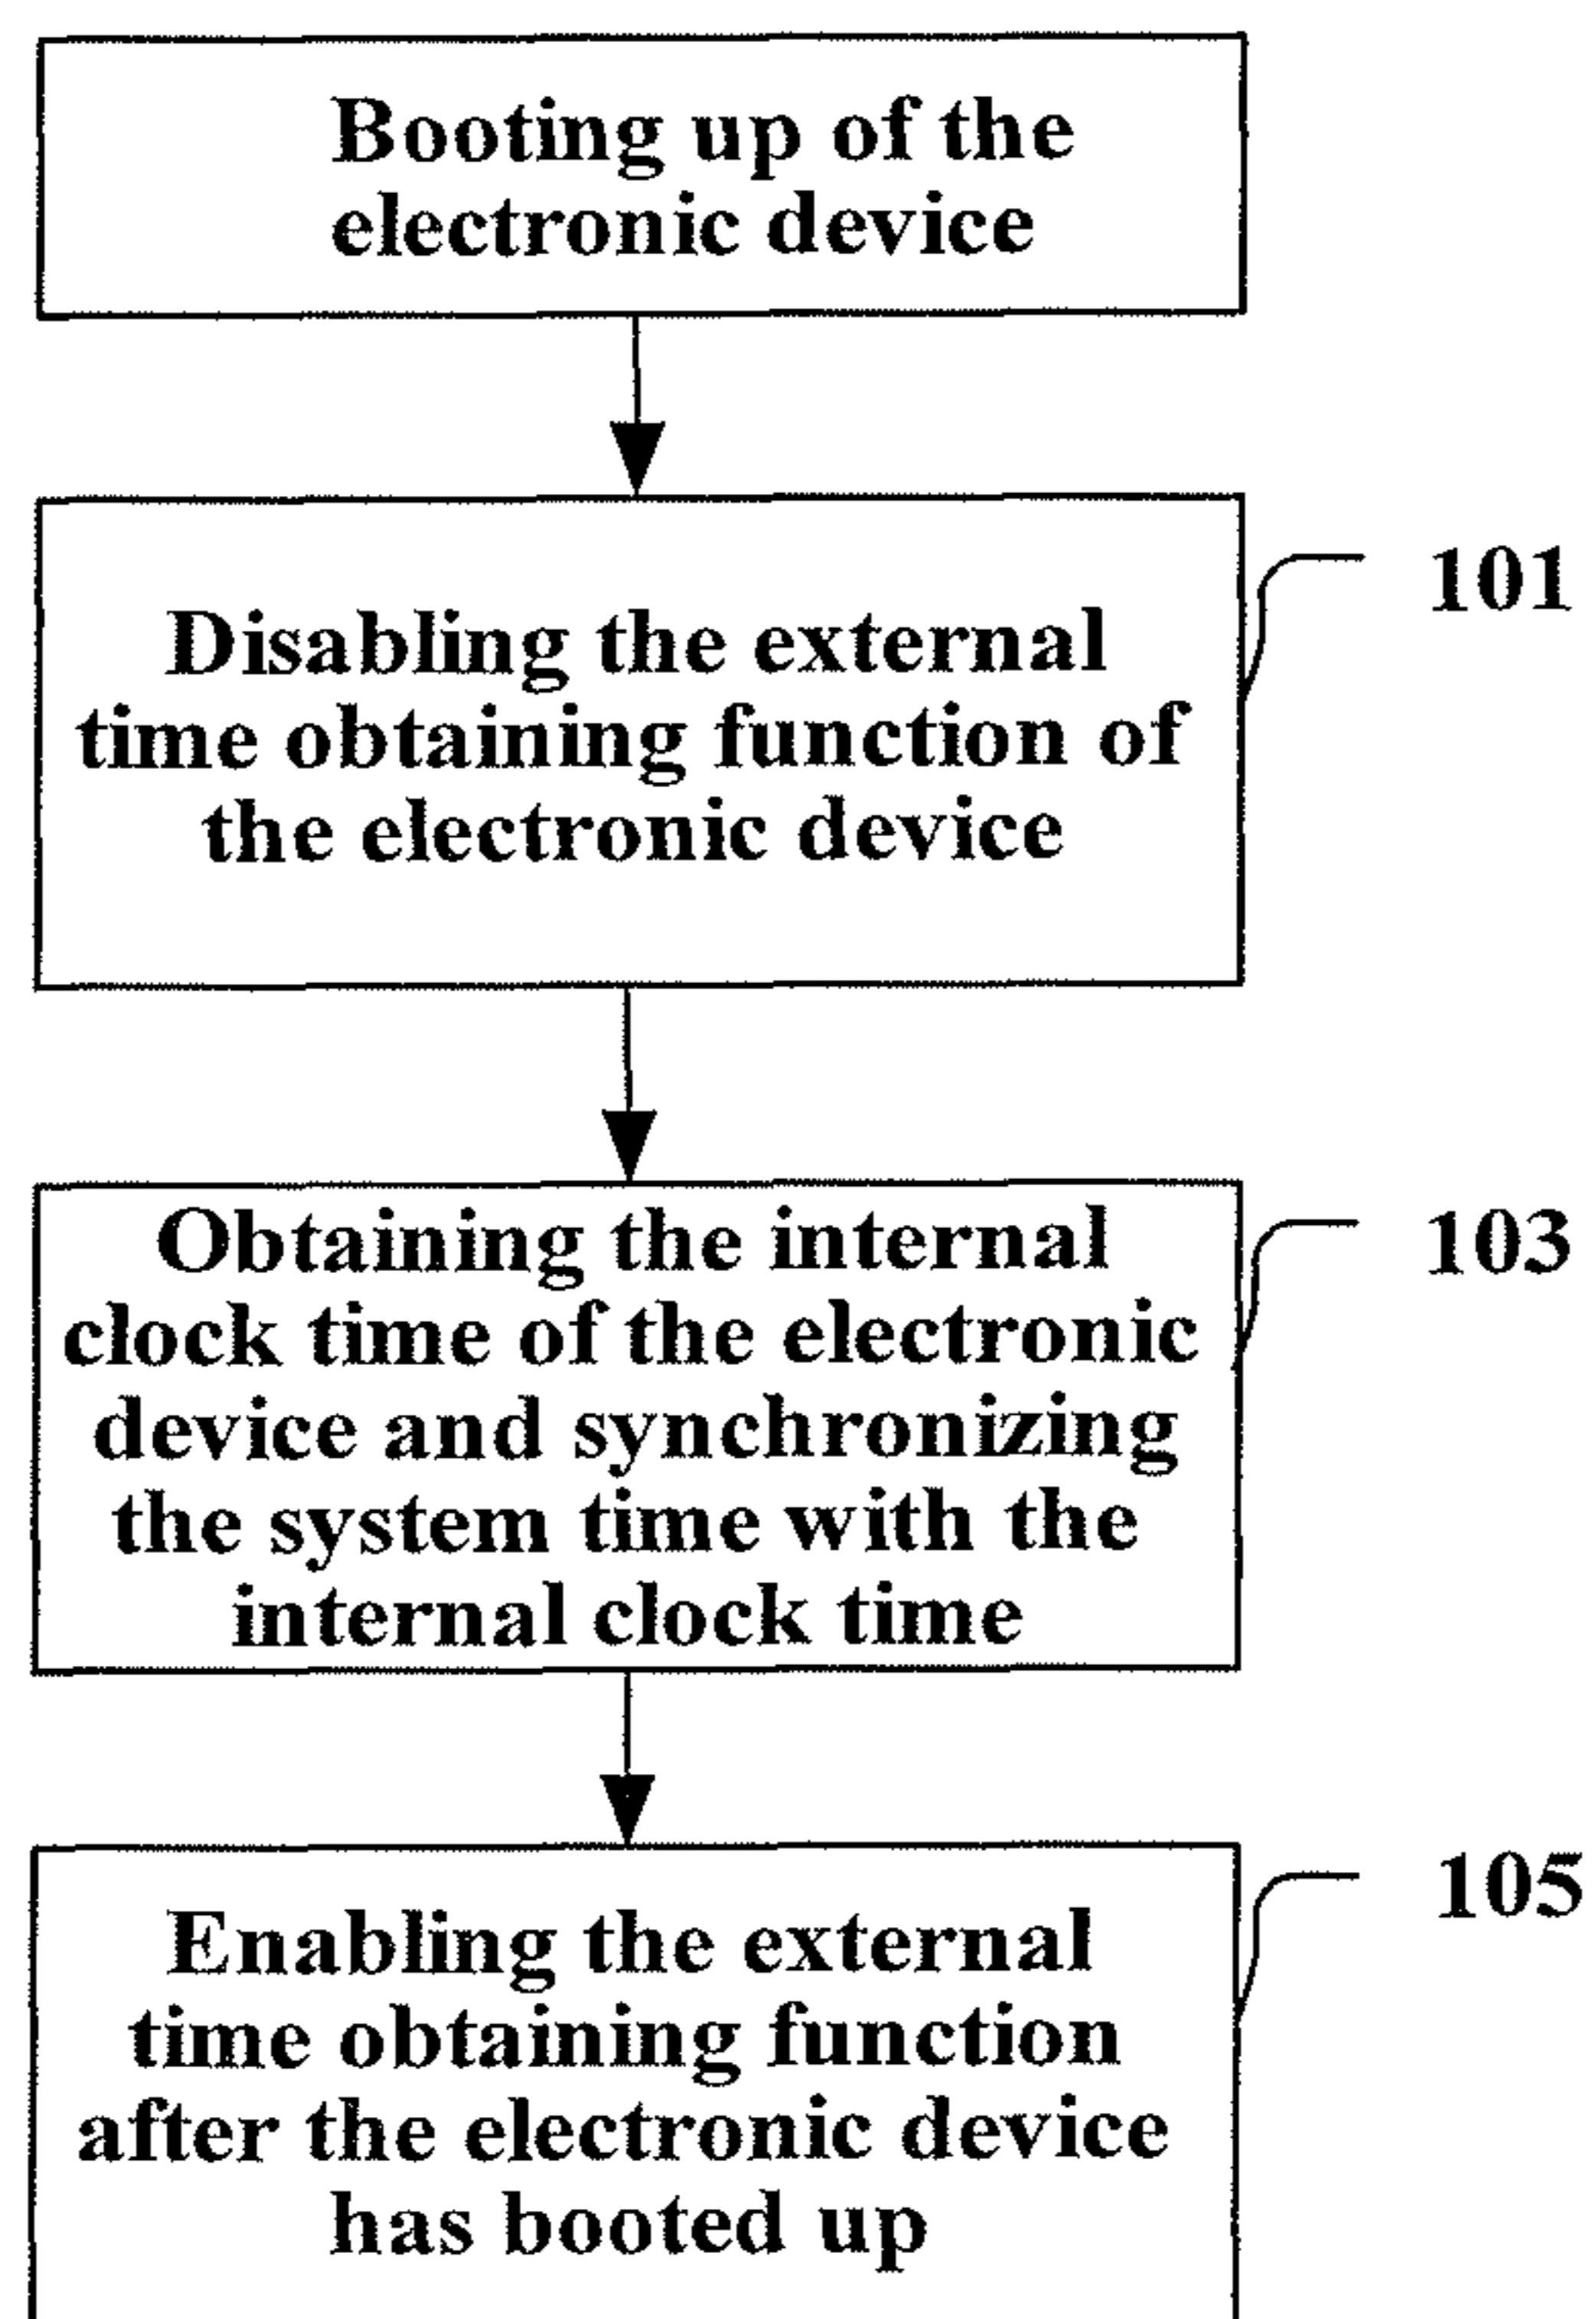 Booting up of the
electronic device
101
Disabling the external
time obtaining function of
the electronic device
103
Obtaining the internal
clock time of the electronic
device and synchronizing
the system time with the
internal clock time
105
Enabling the external
time obtaining function
after the electronic device
has booted up